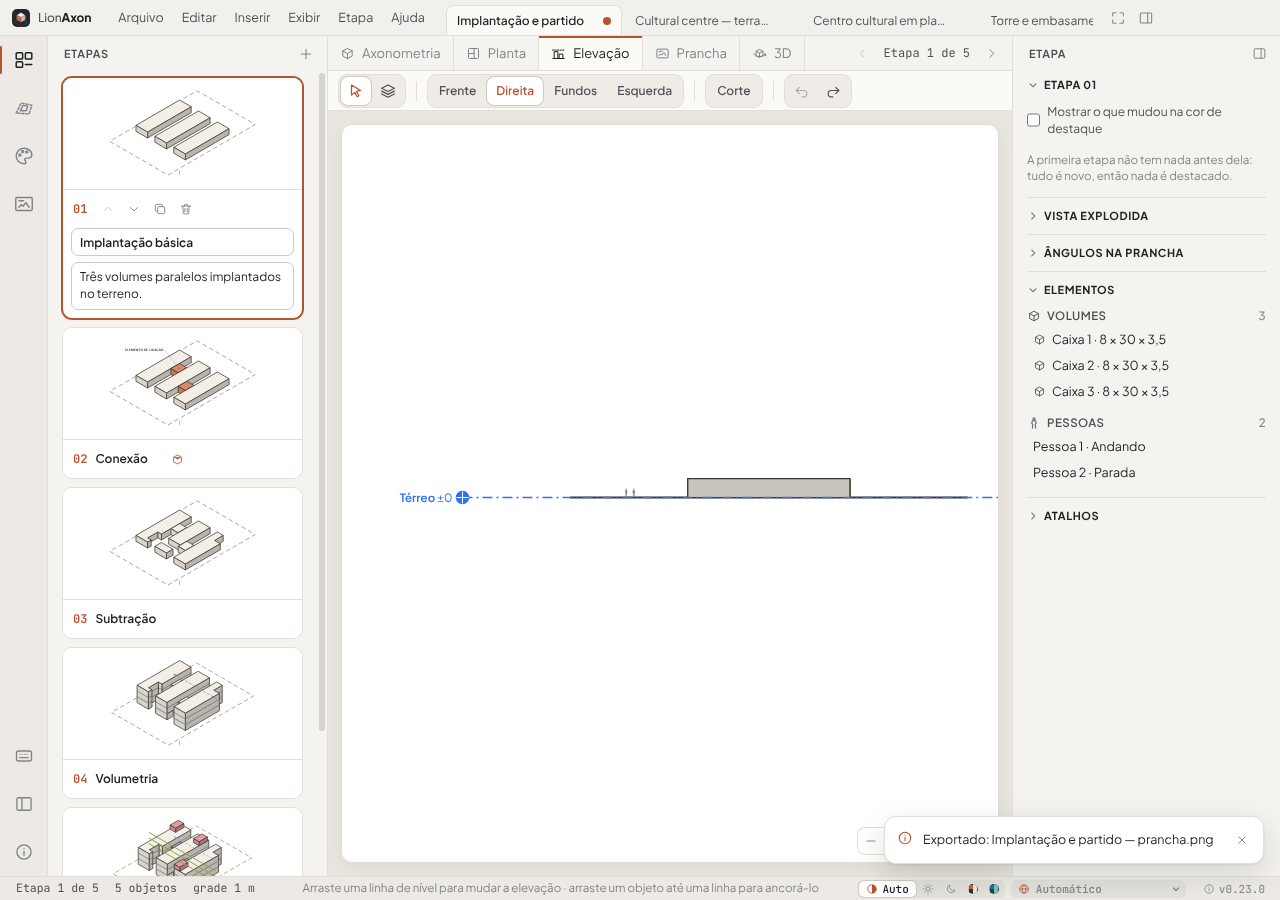 LionAxon
Arquivo
Editar
Inserir
Exibir
Etapa
Ajuda
Implantação e partido
Cultural centre — terra…
Centro cultural em pla…
Torre e embasame
ETAPAS
Axonometria
Planta
Elevação
Prancha
3D
Etapa 1 de 5
Frente
Direita
Fundos
Esquerda
Corte
01
Implantação básica
Três volumes paralelos implantados
no terreno.
ELEMENTO DE LIGAÇÃO
02 Conexão
03 Subtração
04 Volumetria
Térreo ±0
ETAPA
ETAPA 01
Mostrar o que mudou na cor de
destaque
A primeira etapa não tem nada antes dela:
tudo é novo, então nada é destacado.
VISTA EXPLODIDA
ÂNGULOS NA PRANCHA
ELEMENTOS
VOLUMES 3
Caixa 1 · 8 × 30 × 3,5
Caixa 2 · 8 × 30 × 3,5
Caixa 3 · 8 × 30 × 3,5
PESSOAS 2
Pessoa 1 · Andando
Pessoa 2 · Parada
ATALHOS
Exportado: Implantação e partido — prancha.png
Etapa 1 de 5
5 objetos
grade 1 m
Arraste uma linha de nível para mudar a elevação · arraste um objeto até uma linha para ancorá-lo
Auto
Automático
v0.23.0